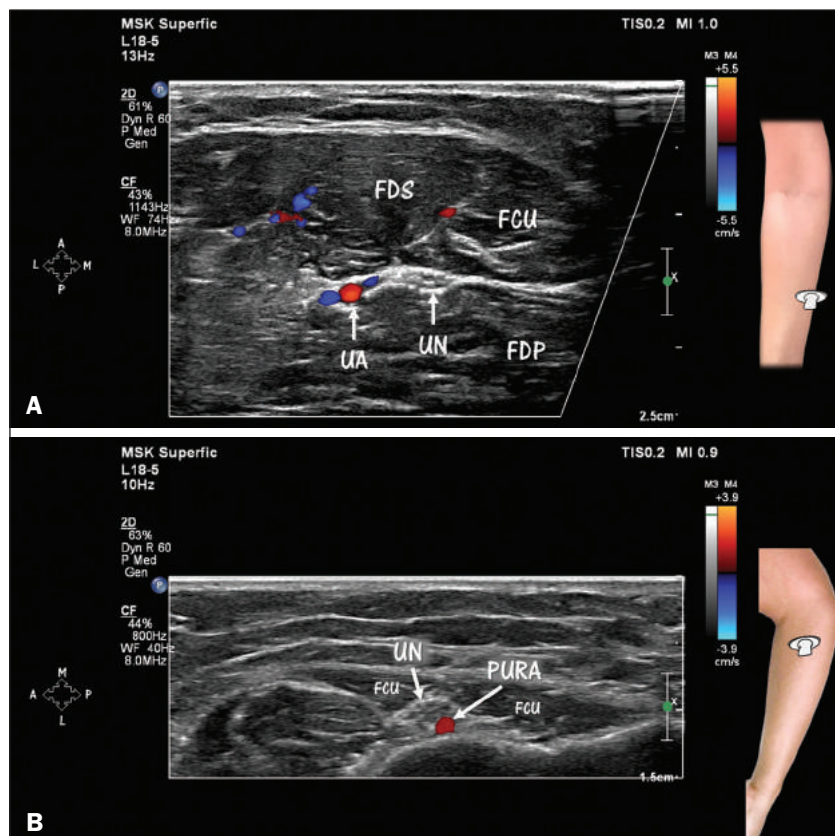 MSK Superfic
TIS0.2 MI 1.0
L18-5
13Hz
M3 M4
+5.5
P
2D
61%
Dyn R 60
P Med
Gen
CF
43%
1143Hz
WF 74Hz
8.0MHz
FDS
FCU
-5.5
cm/s
A
L M
P
X
UA
UN
FDP
A
2.5cm
MSK Superfic
TIS0.2 MI 0.9
L18-5
10Hz
M3 M4
+3.9
2D
63%
Dyn R 60
P Med
Gen
P
CF
44%
800Hz
WF 40Hz
8.0MHz
UN
PURA
FCU
FCU
-3.9
cm/s
M
A P
L
X
1.5cm
B